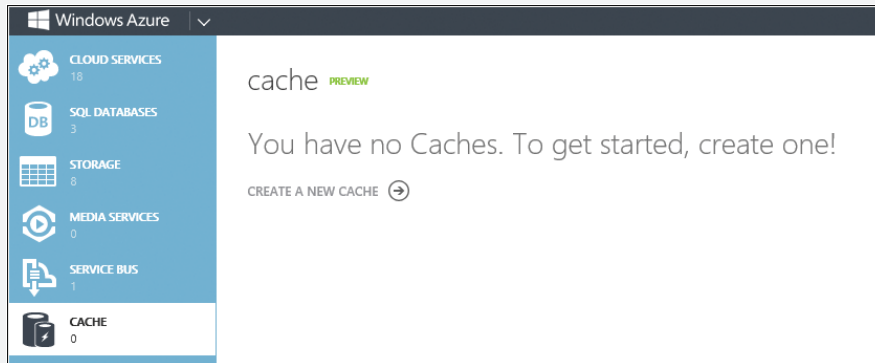 Windows Azure
CLOUD SERVICES
18
SQL DATABASES
3
STORAGE
8
MEDIA SERVICES
0
SERVICE BUS
1
CACHE
0
DB
cache PREVIEW
You have no Caches. To get started, create one!
CREATE A NEW CACHE